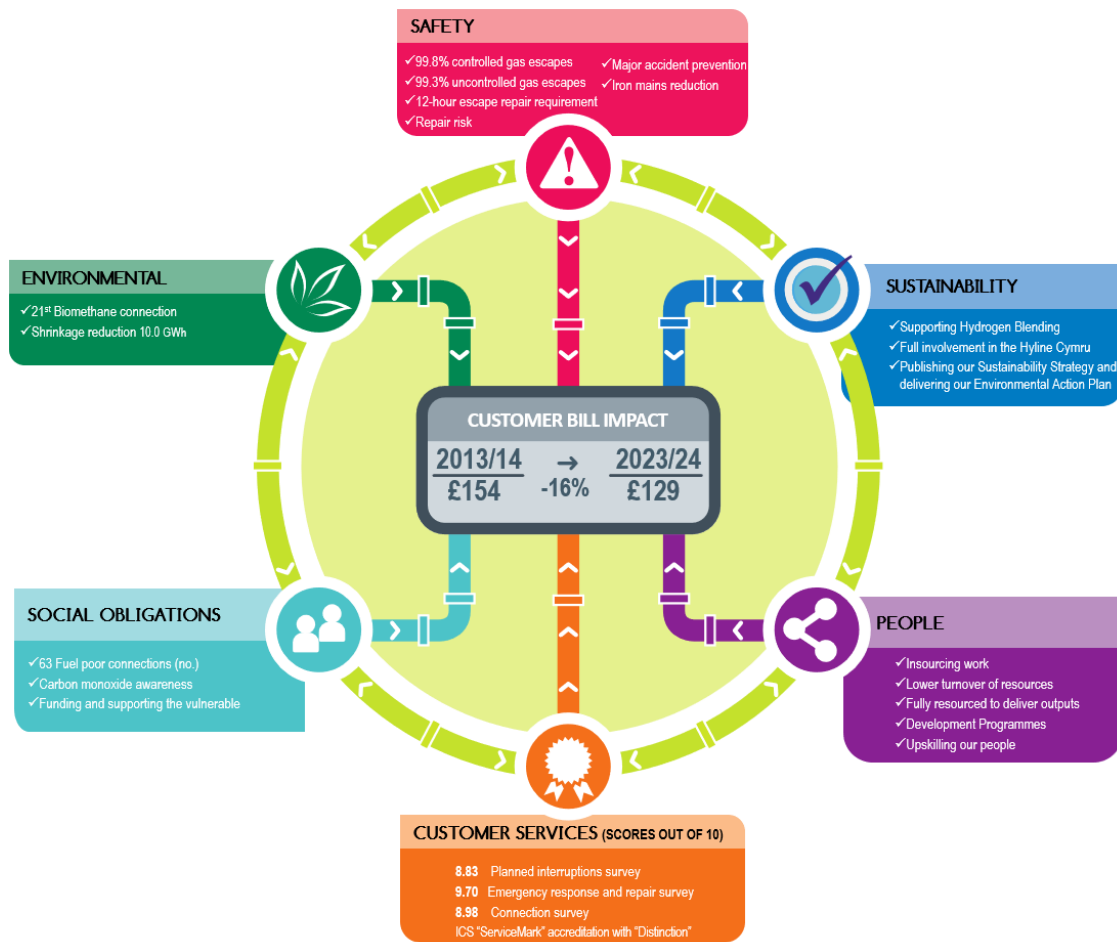 SAFETY
✓99.8% controlled gas escapes
✓99.3% uncontrolled gas escapes
✓12-hour escape repair requirement
✓Repair risk
✓Major accident prevention
✓Iron mains reduction
ENVIRONMENTAL
✓21st Biomethane connection
✓Shrinkage reduction 10.0 GWh
SUSTAINABILITY
✓Supporting Hydrogen Blending
✓Full involvement in the Hyline Cymru
✓Publishing our Sustainability Strategy and
delivering our Environmental Action Plan
CUSTOMER BILL IMPACT
2013/14 → 2023/24
£154 -16% £129
SOCIAL OBLIGATIONS
✓63 Fuel poor connections (no.)
✓Carbon monoxide awareness
✓Funding and supporting the vulnerable
PEOPLE
✓Insourcing work
✓Lower turnover of resources
✓Fully resourced to deliver outputs
✓Development Programmes
✓Upskilling our people
CUSTOMER SERVICES (SCORES OUT OF 10)
8.83 Planned interruptions survey
9.70 Emergency response and repair survey
8.98 Connection survey
ICS “ServiceMark” accreditation with “Distinction”